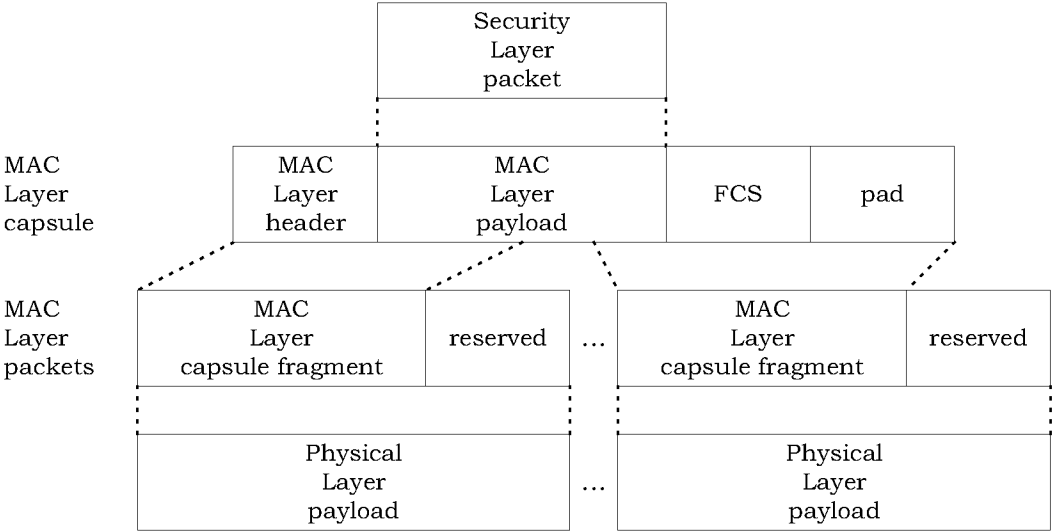 Security
Layer
packet
MAC
Layer
capsule
MAC
Layer
header
MAC
Layer
payload
FCS
pad
MAC
Layer
packets
MAC
Layer
capsule fragment
reserved
...
MAC
Layer
capsule fragment
reserved
Physical
Layer
payload
...
Physical
Layer
payload